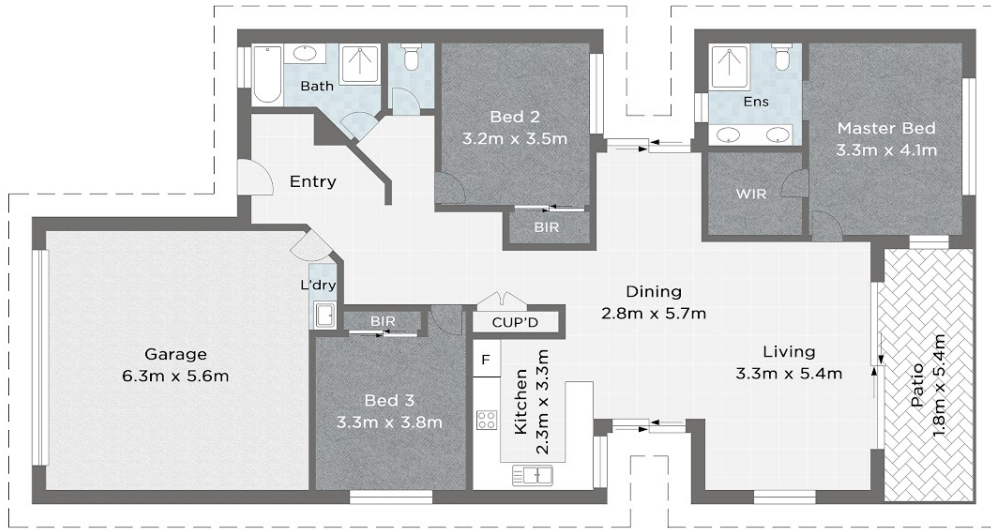 Bath
Bed 2
3.2m x 3.5m
Ens
Master Bed
3.3m x 4.1m
Entry
WIR
BIR
L'dry
Dining
2.8m x 5.7m
BIR
CUP'D
Garage
6.3m x 5.6m
F
Kitchen
2.3m x 3.3m
Living
3.3m x 5.4m
Patio
1.8m x 5.4m
Bed 3
3.3m x 3.8m